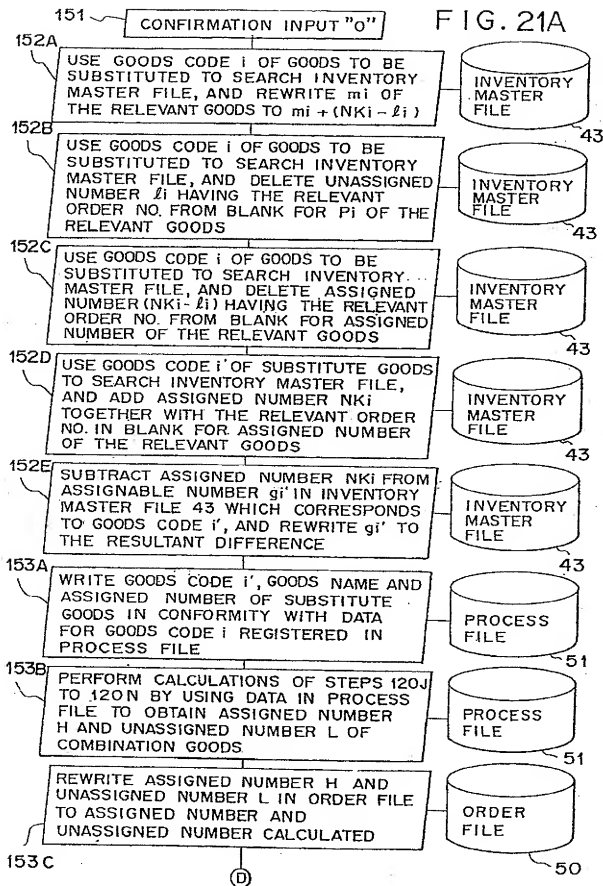 151
CONFIRMATION INPUT "0"
FIG. 21A
152A
USE GOODS CODE i OF GOODS TO BE
SUBSTITUTED TO SEARCH INVENTORY
MASTER FILE, AND REWRITE mi OF
THE RELEVANT GOODS TO mi + (NKi - ℓi)
INVENTORY
MASTER
FILE
43
152B
USE GOODS CODE i OF GOODS TO BE
SUBSTITUTED TO SEARCH INVENTORY
MASTER FILE, AND DELETE UNASSIGNED
NUMBER ℓi HAVING THE RELEVANT
ORDER NO. FROM BLANK FOR Pi OF THE
RELEVANT GOODS
INVENTORY
MASTER
FILE
43
152C
USE GOODS CODE i OF GOODS TO BE
SUBSTITUTED TO SEARCH INVENTORY
MASTER FILE, AND DELETE ASSIGNED
NUMBER (NKi - ℓi) HAVING THE RELEVANT
ORDER NO. FROM BLANK FOR ASSIGNED
NUMBER OF THE RELEVANT GOODS
INVENTORY
MASTER
FILE
43
152D
USE GOODS CODE i' OF SUBSTITUTE GOODS
TO SEARCH INVENTORY MASTER FILE,
AND ADD ASSIGNED NUMBER NKi
TOGETHER WITH THE RELEVANT ORDER
NO. IN BLANK FOR ASSIGNED NUMBER
OF THE RELEVANT GOODS
INVENTORY
MASTER
FILE
43
152E
SUBTRACT ASSIGNED NUMBER NKi FROM
ASSIGNABLE NUMBER gi' IN INVENTORY
MASTER FILE 43 WHICH CORRESPONDS
TO GOODS CODE i', AND REWRITE gi' TO
THE RESULTANT DIFFERENCE
INVENTORY
MASTER
FILE
43
153A
WRITE GOODS CODE i', GOODS NAME AND
ASSIGNED NUMBER OF SUBSTITUTE
GOODS IN CONFORMITY WITH DATA
FOR GOODS CODE i REGISTERED IN
PROCESS FILE
PROCESS
FILE
51
153B
PERFORM CALCULATIONS OF STEPS 120J
TO 120N BY USING DATA IN PROCESS
FILE TO OBTAIN ASSIGNED NUMBER
H AND UNASSIGNED NUMBER L OF
COMBINATION GOODS
PROCESS
FILE
51
REWRITE ASSIGNED NUMBER H AND
UNASSIGNED NUMBER L IN ORDER FILE
TO ASSIGNED NUMBER AND
UNASSIGNED NUMBER CALCULATED
153C
ORDER
FILE
50
D